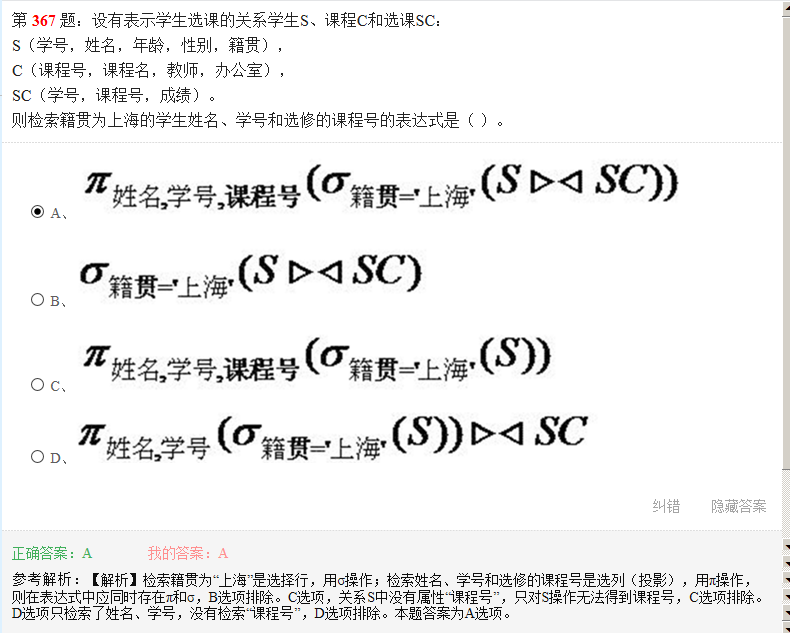 第 367 题：设有表示学生选课的关系学生S、课程C和选课SC：
S（学号，姓名，年龄，性别，籍贯），
C（课程号，课程名，教师，办公室），
SC（学号，课程号，成绩）。
则检索籍贯为上海的学生姓名、学号和选修的课程号的表达式是（ ）。
A、 π姓名,学号,课程号(σ籍贯='上海'(S ▷◁ SC))
B、 σ籍贯='上海'(S ▷◁ SC)
C、 π姓名,学号,课程号(σ籍贯='上海'(S))
D、 π姓名,学号(σ籍贯='上海'(S))▷◁ SC
纠错 隐藏答案
正确答案：A 我的答案：A
参考解析：【解析】检索籍贯为“上海”是选择行，用σ操作；检索姓名、学号和选修的课程号是选列（投影），用π操作，
则在表达式中应同时存在π和σ，B选项排除。C选项，关系S中没有属性“课程号”，只对S操作无法得到课程号，C选项排除。
D选项只检索了姓名、学号，没有检索“课程号”，D选项排除。本题答案为A选项。